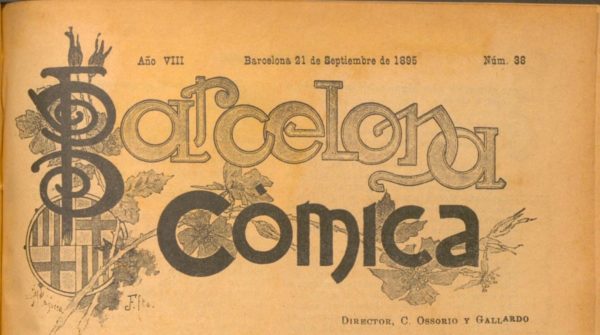 Año VIII Barcelona 21 de Septiembre de 1895 Núm. 38
Barcelona
Cómica
DIRECTOR, C. OSSORIO Y GALLARDO